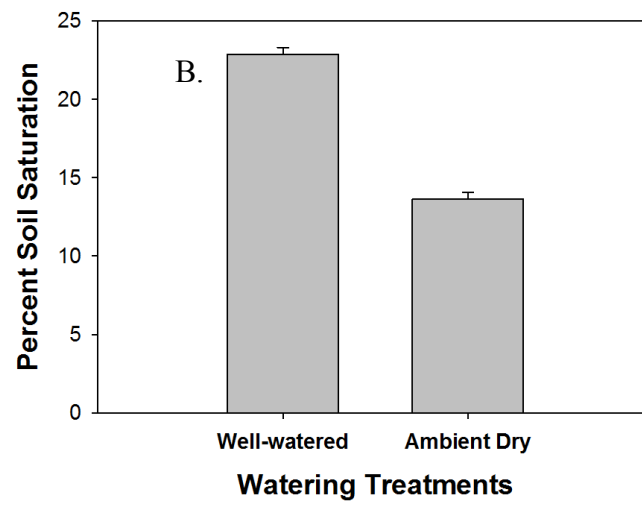 25
20
15
10
5
0
B.
Percent Soil Saturation
Well-watered
Ambient Dry
Watering Treatments